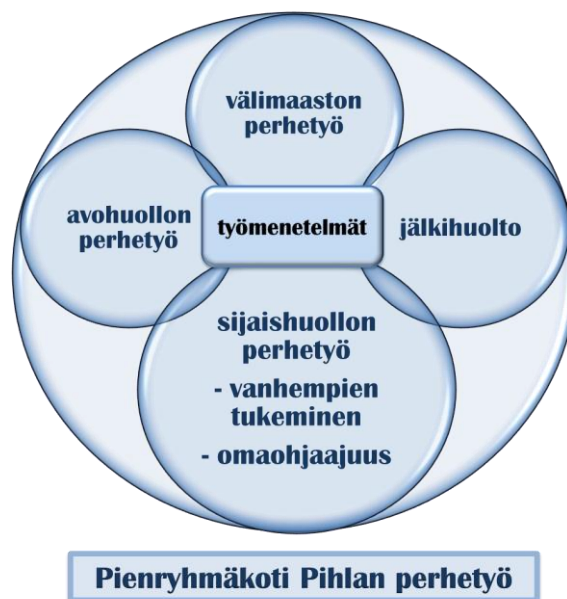 välimaaston
perhetyö
avohuollon
perhetyö
työmenetelmät
jälkihuolto
sijaishuollon
perhetyö
- vanhempien
tukeminen
- omaohjaajuus
Pienryhmäkoti Pihlan perhetyö